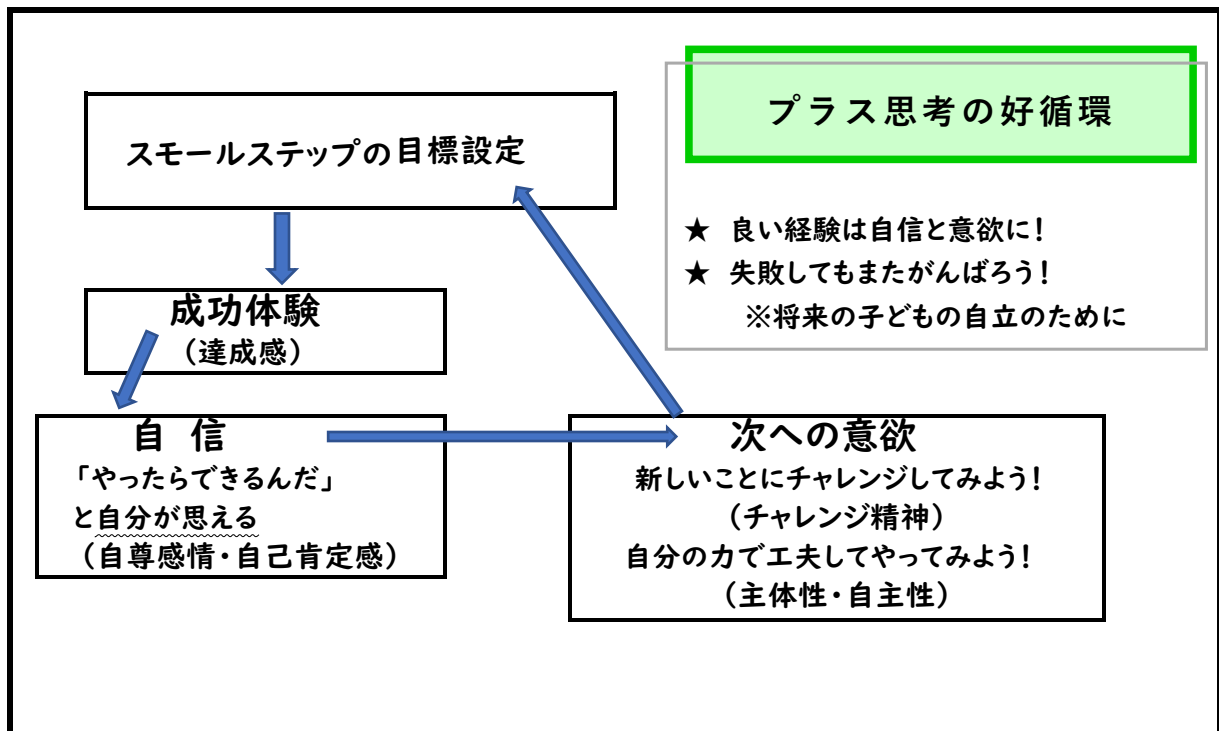 プラス思考の好循環
スモールステップの目標設定
★ 良い経験は自信と意欲に!
★ 失敗してもまたがんばろう!
※将来の子どもの自立のために
成功体験
(達成感)
自 信
「やったらできるんだ」
と自分が思える
(自尊感情・自己肯定感)
次への意欲
新しいことにチャレンジしてみよう!
(チャレンジ精神)
自分の力で工夫してやってみよう!
(主体性・自主性)